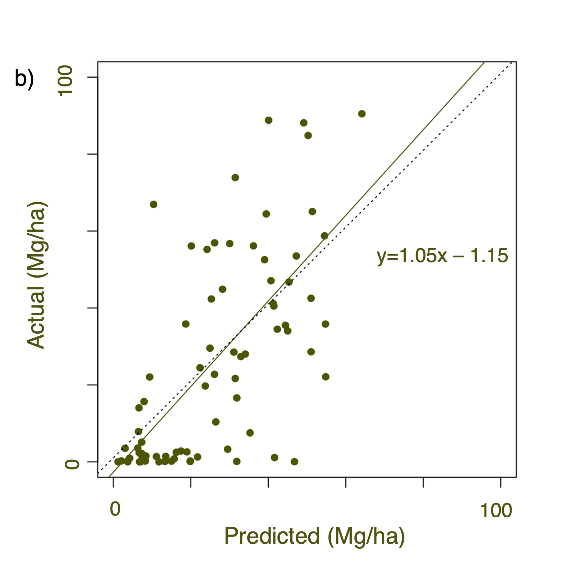 b)
100
Actual (Mg/ha)
y=1.05x − 1.15
0
0
100
Predicted (Mg/ha)